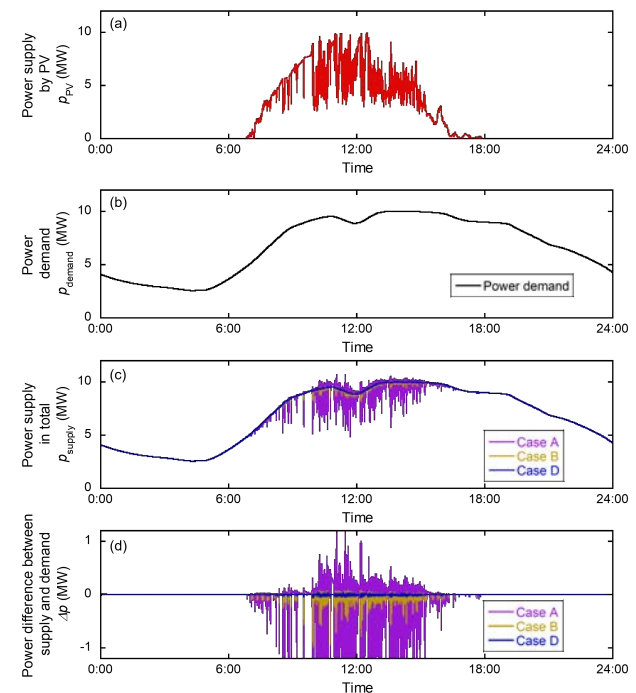 (a)
Power supply
by PV
pPV (MW)
10
5
0
0:00 6:00 12:00 18:00 24:00
Time
(b)
Power
demand
pdemand (MW)
10
5
0
Power demand
0:00 6:00 12:00 18:00 24:00
Time
(c)
Power supply
in total
psupply (MW)
10
5
0
Case A
Case B
Case D
0:00 6:00 12:00 18:00 24:00
Time
(d)
Power difference between
supply and demand
Δp (MW)
1
0
-1
Case A
Case B
Case D
0:00 6:00 12:00 18:00 24:00
Time